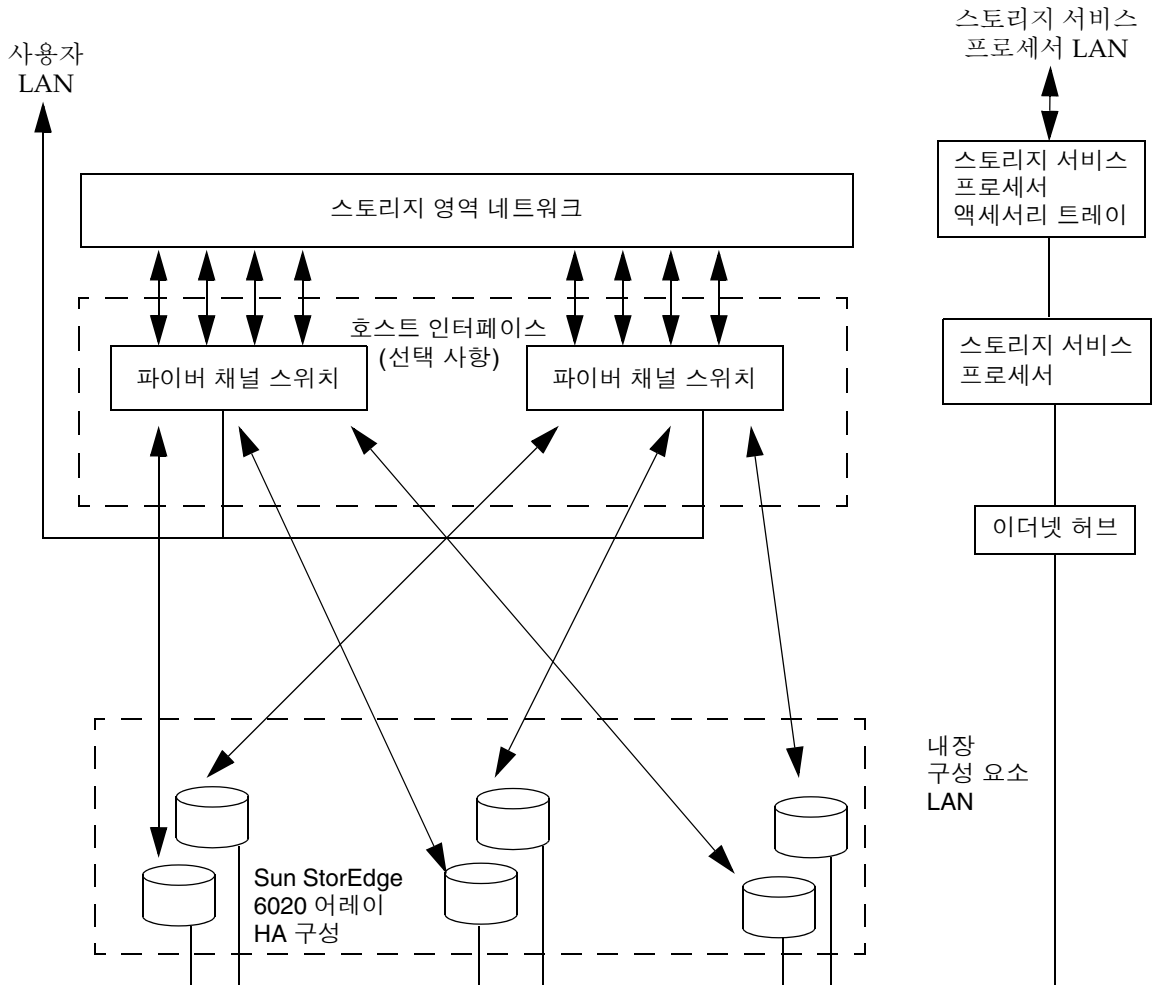 사용자
LAN
스토리지 서비스
프로세서 LAN
스토리지 서비스
프로세서
액세서리 트레이
스토리지 영역 네트워크
호스트 인터페이스
(선택 사항)
파이버 채널 스위치
파이버 채널 스위치
스토리지 서비스
프로세서
이더넷 허브
내장
구성 요소
LAN
Sun StorEdge
6020 어레이
HA 구성